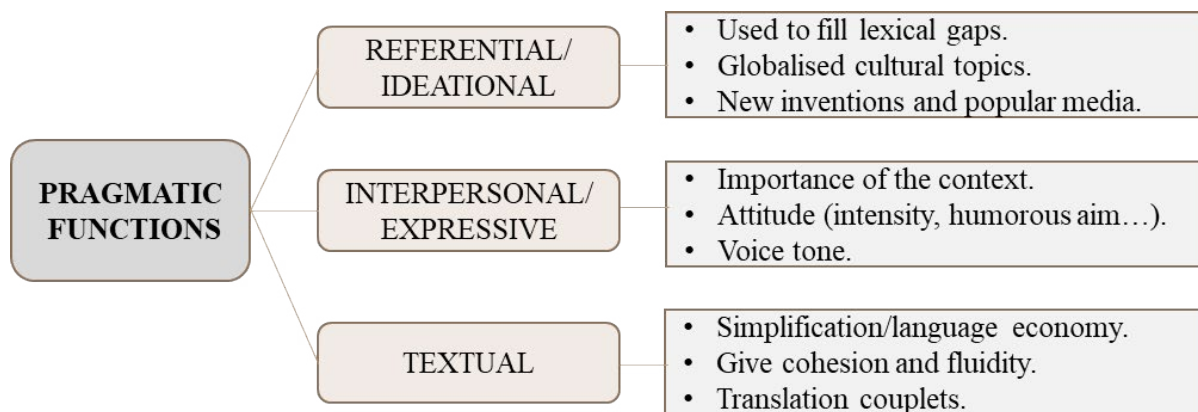 PRAGMATIC
FUNCTIONS
REFERENTIAL/
IDEATIONAL
• Used to fill lexical gaps.
• Globalised cultural topics.
• New inventions and popular media.
INTERPERSONAL/
EXPRESSIVE
• Importance of the context.
• Attitude (intensity, humorous aim…).
• Voice tone.
TEXTUAL
• Simplification/language economy.
• Give cohesion and fluidity.
• Translation couplets.